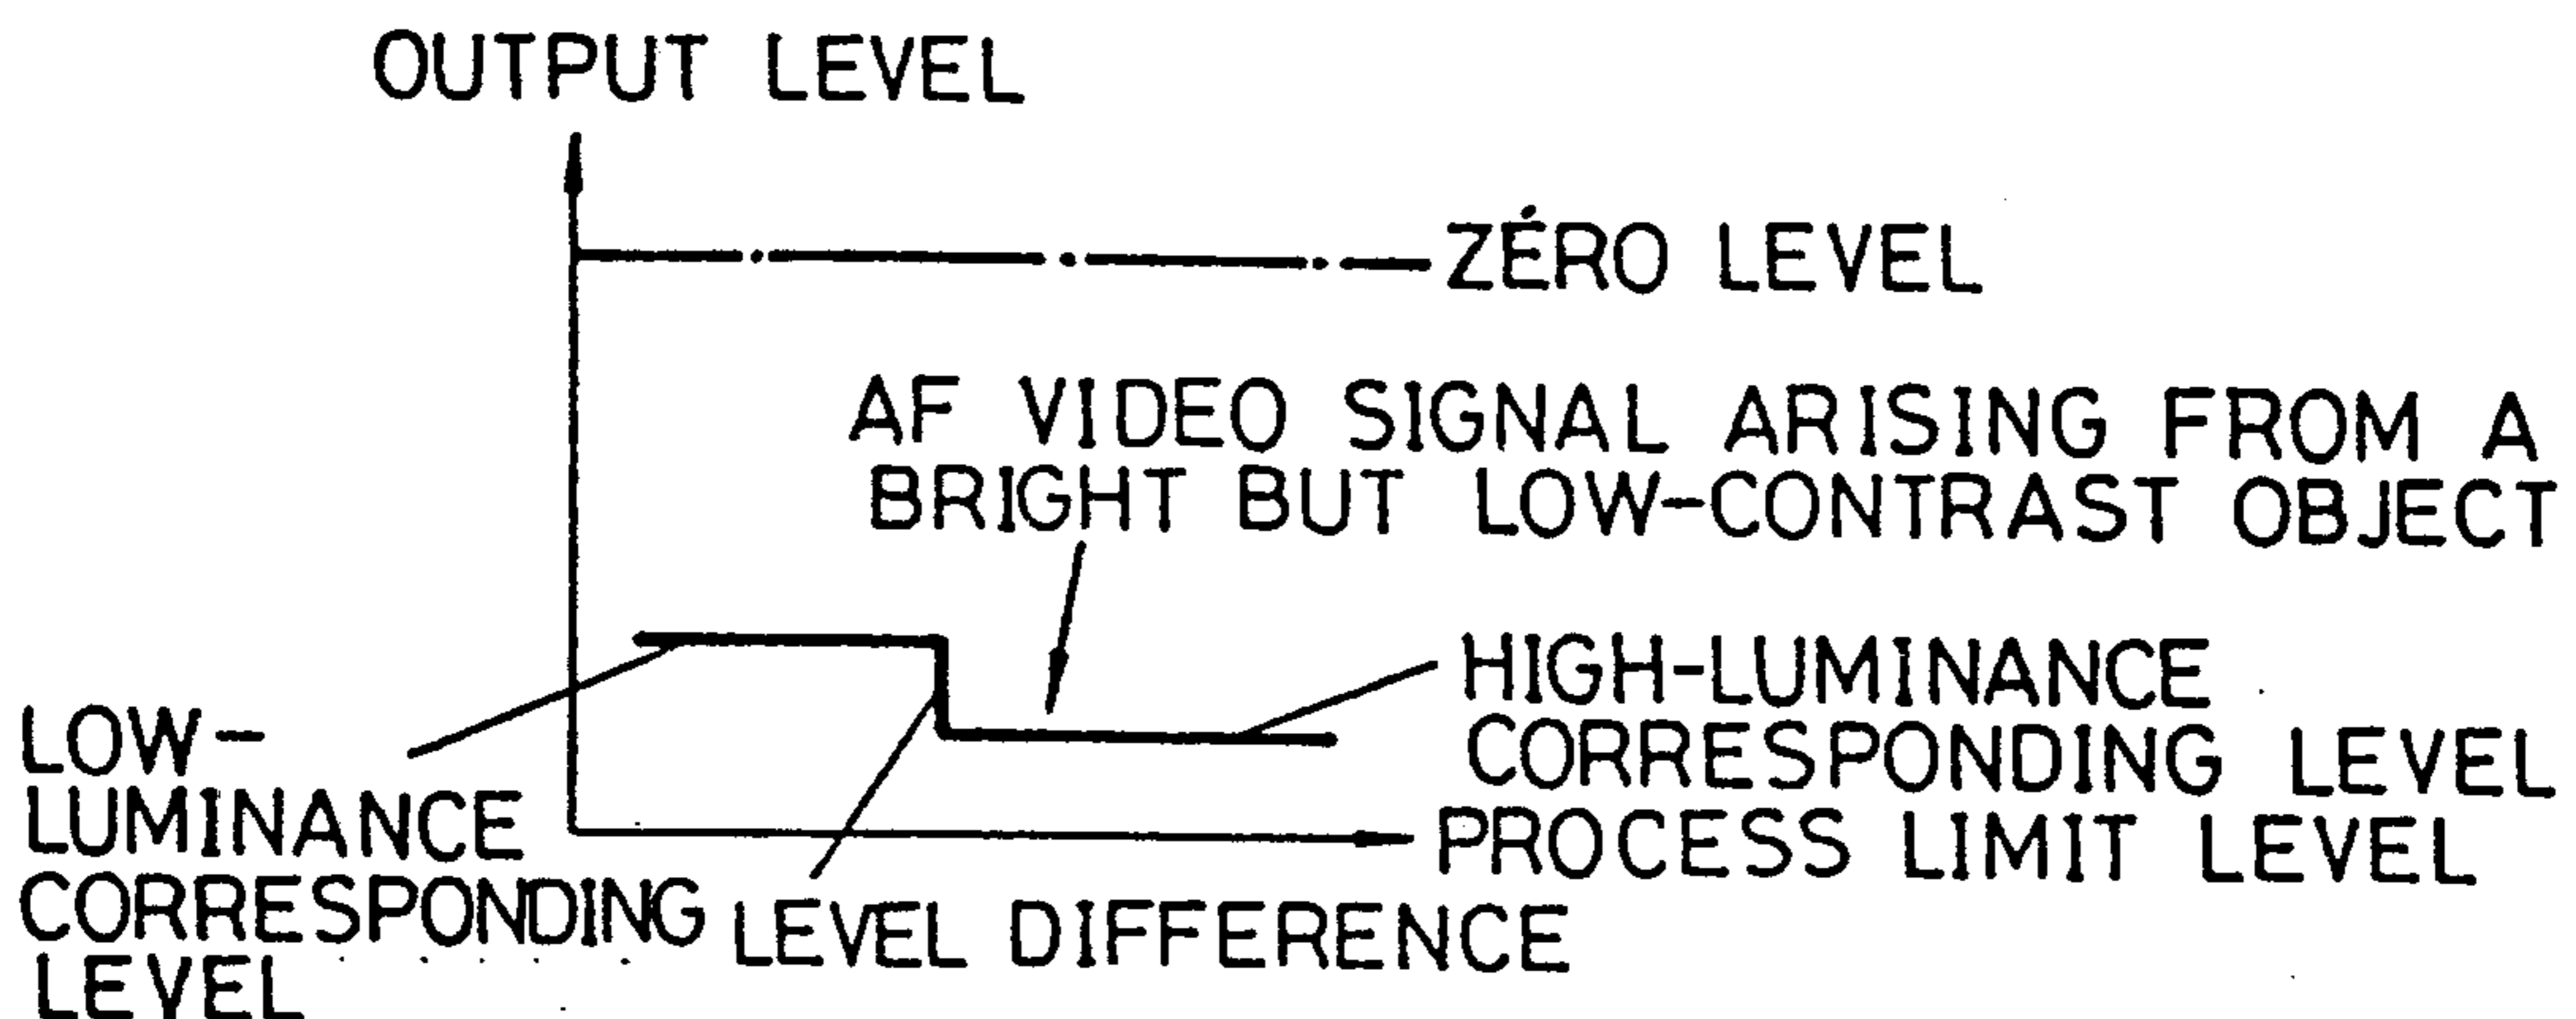 OUTPUT LEVEL
ZÉRO LEVEL
AF VIDEO SIGNAL ARISING FROM A
BRIGHT BUT LOW-CONTRAST OBJECT
HIGH-LUMINANCE
CORRESPONDING LEVEL
PROCESS LIMIT LEVEL
LOW-
LUMINANCE
CORRESPONDING
LEVEL
LEVEL DIFFERENCE